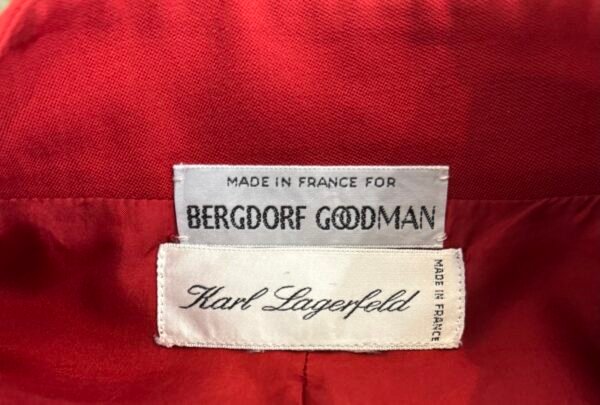 MADE IN FRANCE FOR
BERGDORF GOODMAN
Karl Lagerfeld
MADE IN FRANCE